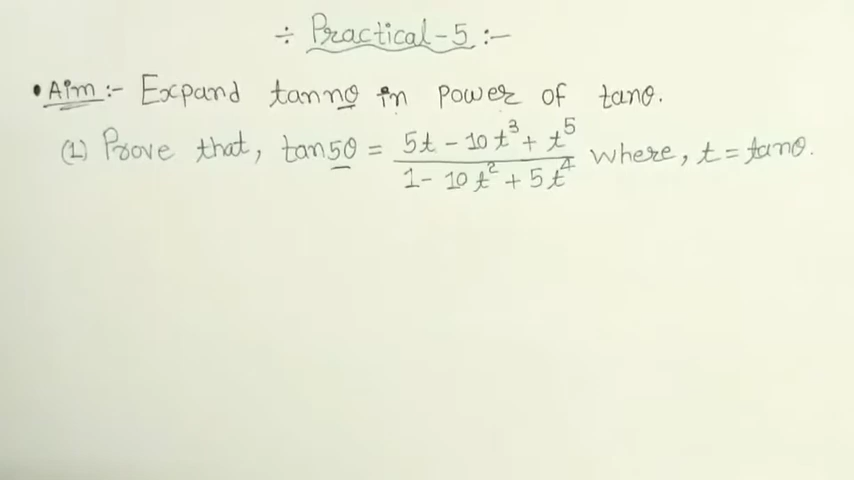 ÷ Practical-5 :-
• Aim :- Expand tannθ in power of tanθ.
(1) Prove that, tan5θ = (5t - 10t³ + t⁵)/(1 - 10t² + 5t⁴) where, t = tanθ.